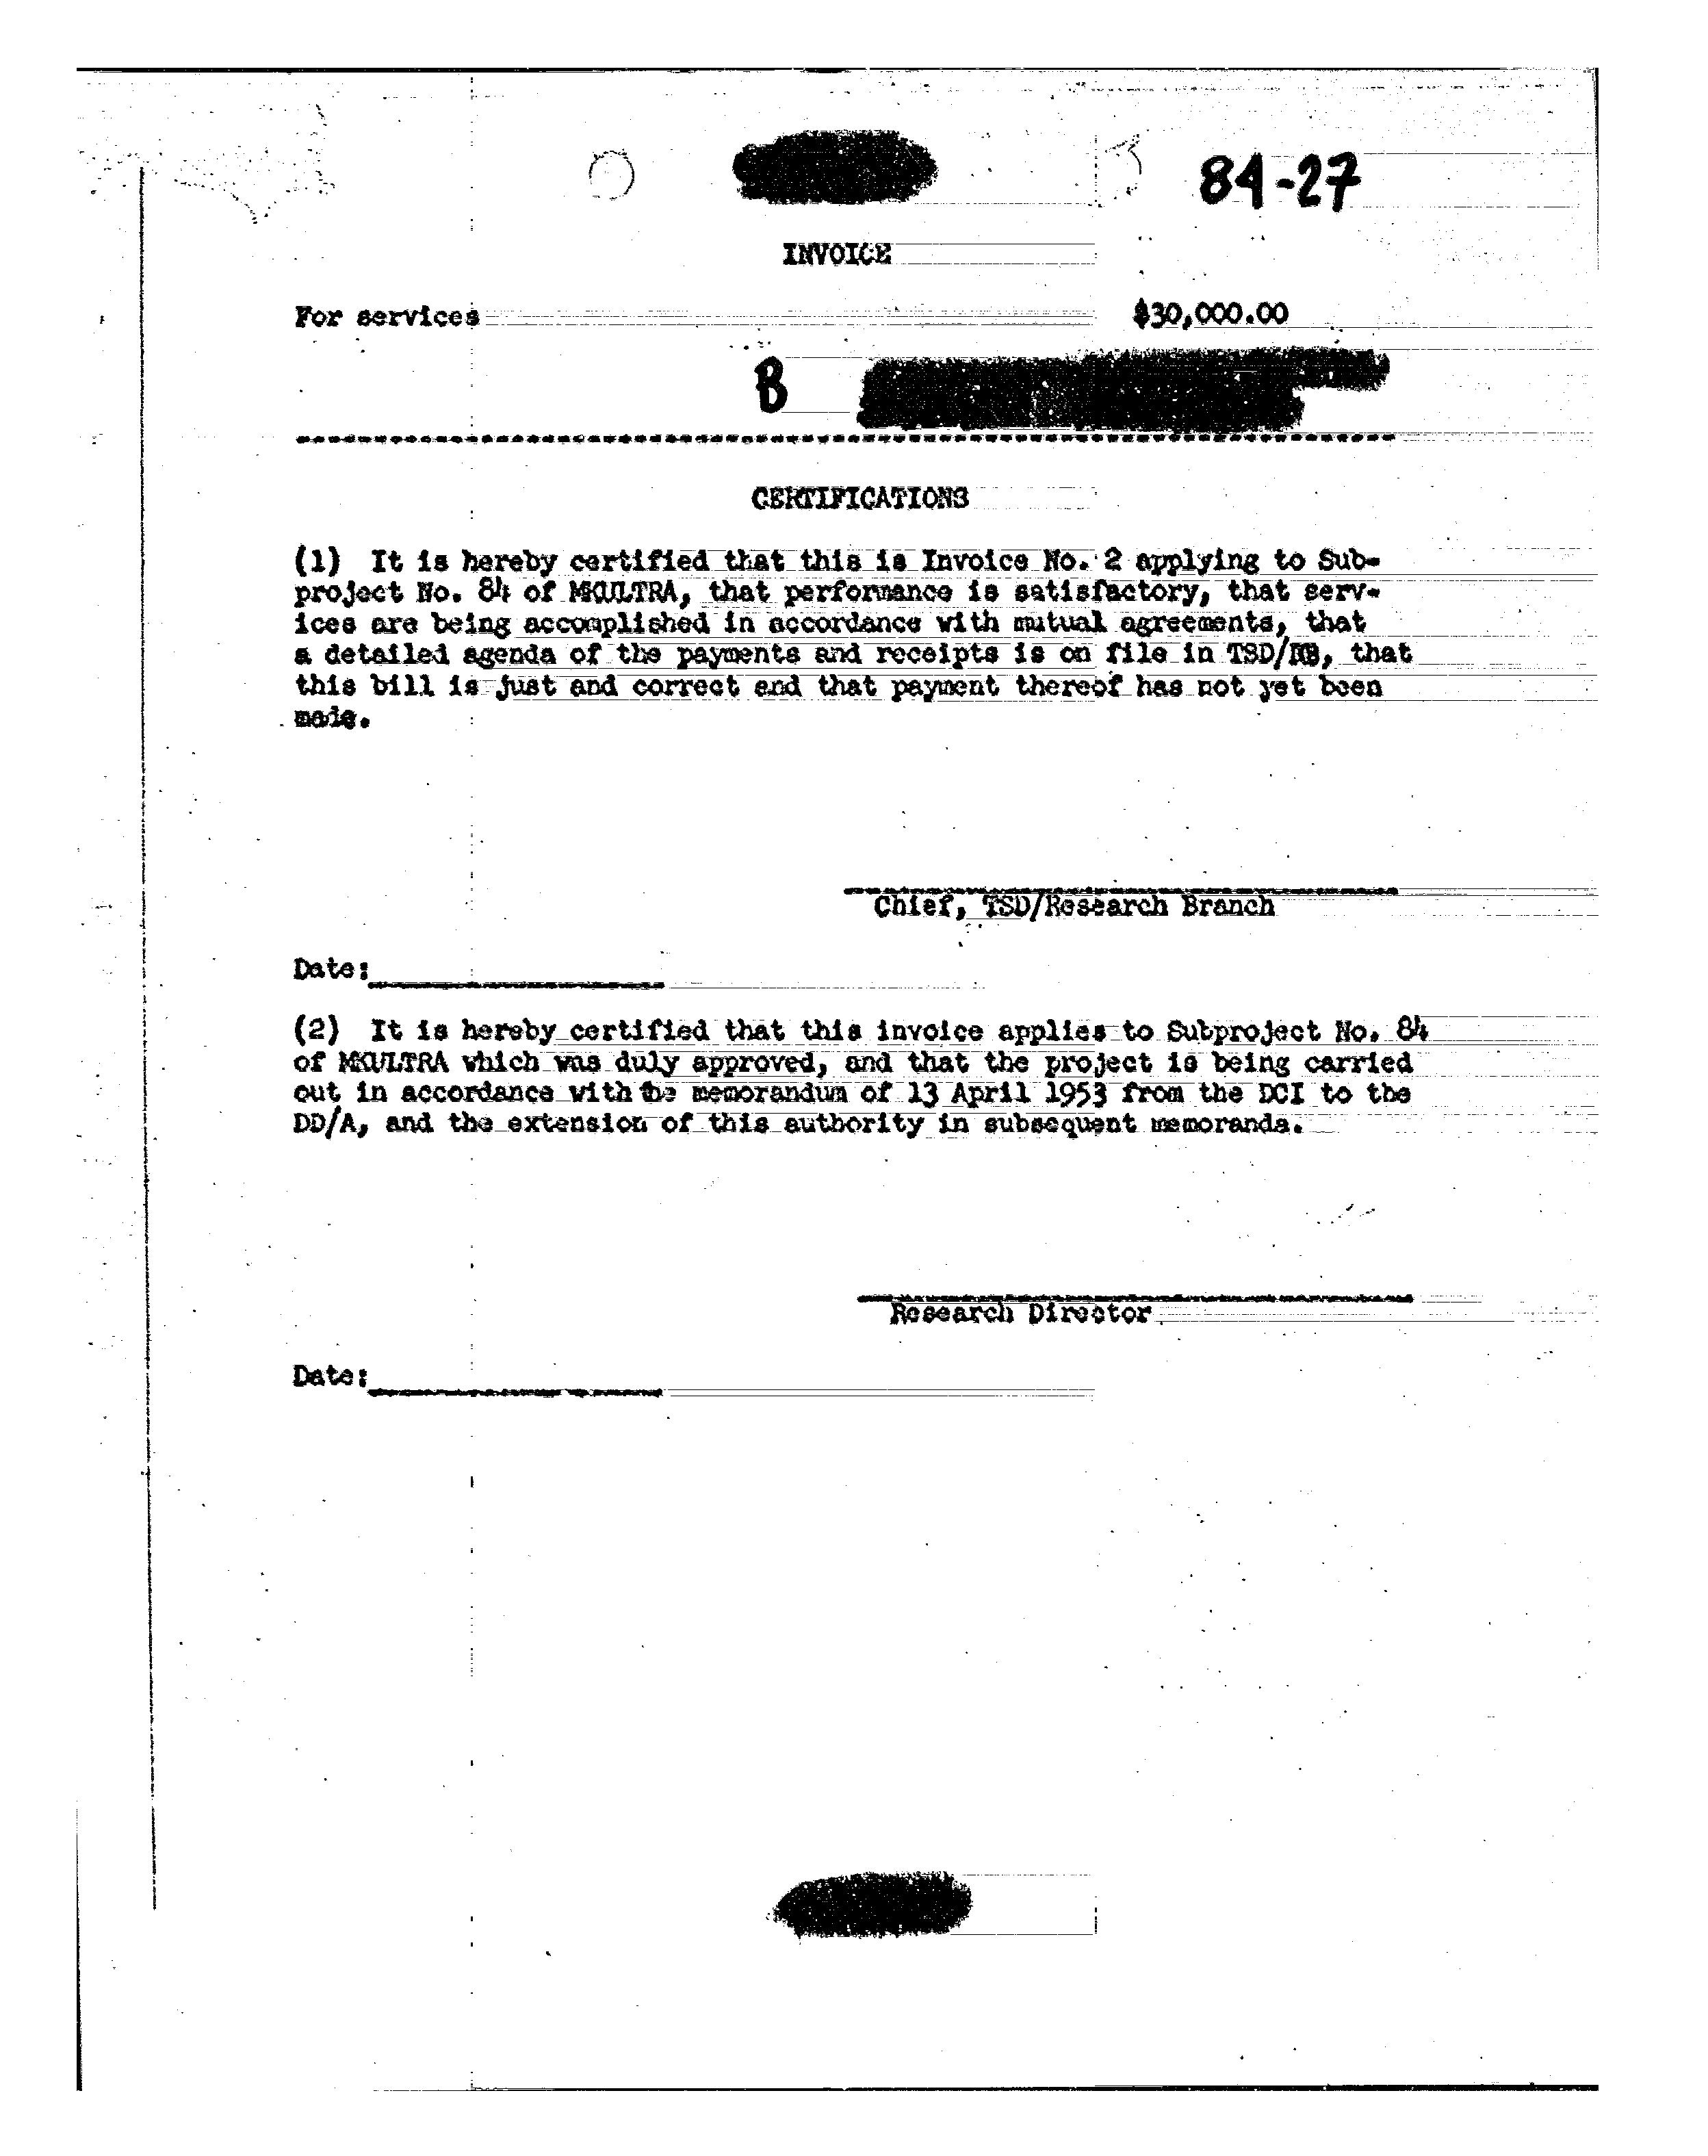 84-27
INVOICE
For services $30,000.00
B
CERTIFICATIONS
(1) It is hereby certified that this is Invoice No. 2 applying to Sub-
project No. 84 of MKULTRA, that performance is satisfactory, that serv-
ices are being accomplished in accordance with mutual agreements, that
a detailed agenda of the payments and receipts is on file in TSD/RB, that
this bill is just and correct and that payment thereof has not yet been
made.
Chief, TSD/Research Branch
Date:
(2) It is hereby certified that this invoice applies to Subproject No. 84
of MKULTRA which was duly approved, and that the project is being carried
out in accordance with the memorandum of 13 April 1953 from the DCI to the
DD/A, and the extension of this authority in subsequent memoranda.
Research Director
Date: